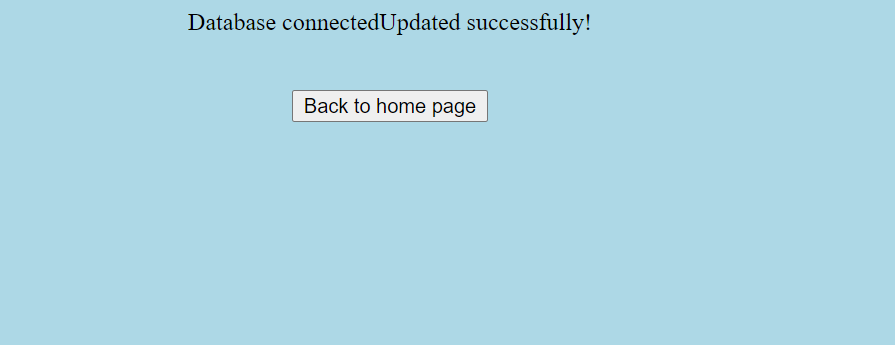 Database connectedUpdated successfully!
Back to home page